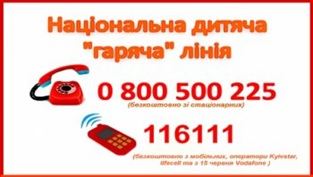 Національна дитяча
"гаряча" лінія
0 800 500 225
(безкоштовно зі стаціонарних)
116111
(безкоштовно з мобільних, оператори Kyivstar,
lifecell та з 15 червня Vodafone )